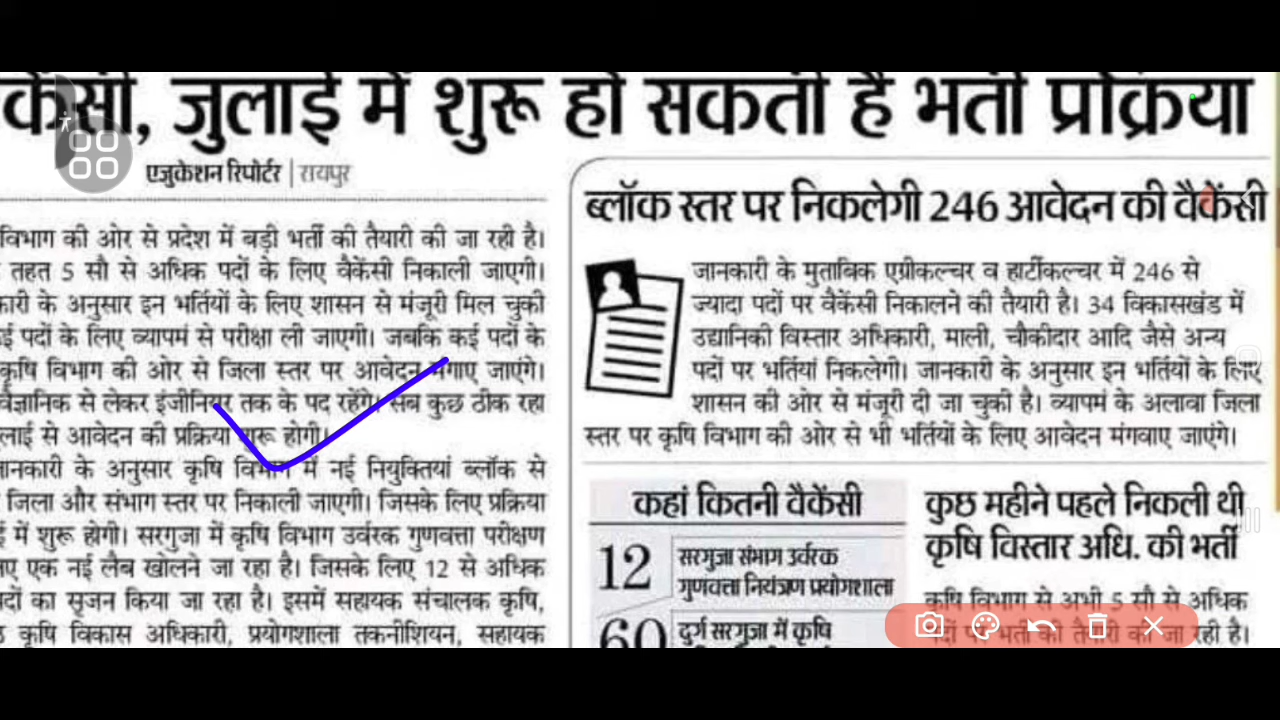 केंसी, जुलाई में शुरू हो सकती है भर्ती प्रक्रिया
एजुकेशन रिपोर्टर | रायपुर
विभाग की ओर से प्रदेश में बड़ी भर्ती की तैयारी की जा रही है।
तहत 5 सौ से अधिक पदों के लिए वैकेंसी निकाली जाएगी।
कारी के अनुसार इन भर्तियों के लिए शासन से मंजूरी मिल चुकी
ई पदों के लिए व्यापमं से परीक्षा ली जाएगी। जबकि कई पदों के
कृषि विभाग की ओर से जिला स्तर पर आवेदन मंगाए जाएंगे।
वैज्ञानिक से लेकर इंजीनियर तक के पद रहेंगे। सब कुछ ठीक रहा
लाई से आवेदन की प्रक्रिया शुरू होगी।
जानकारी के अनुसार कृषि विभाग में नई नियुक्तियां ब्लॉक से
जिला और संभाग स्तर पर निकाली जाएगी। जिसके लिए प्रक्रिया
ई में शुरू होगी। सरगुजा में कृषि विभाग उर्वरक गुणवत्ता परीक्षण
एक नई लैब खोलने जा रहा है। जिसके लिए 12 से अधिक
पदों का सृजन किया जा रहा है। इसमें सहायक संचालक कृषि,
कृषि विकास अधिकारी, प्रयोगशाला तकनीशियन, सहायक
ब्लॉक स्तर पर निकलेगी 246 आवेदन की वैकेंसी
जानकारी के मुताबिक एग्रीकल्चर व हार्टीकल्चर में 246 से
ज्यादा पदों पर वैकेंसी निकालने की तैयारी है। 34 विकासखंड में
उद्यानिकी विस्तार अधिकारी, माली, चौकीदार आदि जैसे अन्य
पदों पर भर्तियां निकलेगी। जानकारी के अनुसार इन भर्तियों के लिए
शासन की ओर से मंजूरी दी जा चुकी है। व्यापमं के अलावा जिला
स्तर पर कृषि विभाग की ओर से भी भर्तियों के लिए आवेदन मंगवाए जाएंगे।
कहां कितनी वैकेंसी
12 सरगुजा संभाग उर्वरक
गुणवत्ता नियंत्रण प्रयोगशाला
60 दुर्ग सरगुजा में कृषि
कुछ महीने पहले निकली थी
कृषि विस्तार अधि. की भर्ती
कृषि विभाग से अभी 5 सौ से अधिक
पदों पर भर्ती की तैयारी की जा रही है।